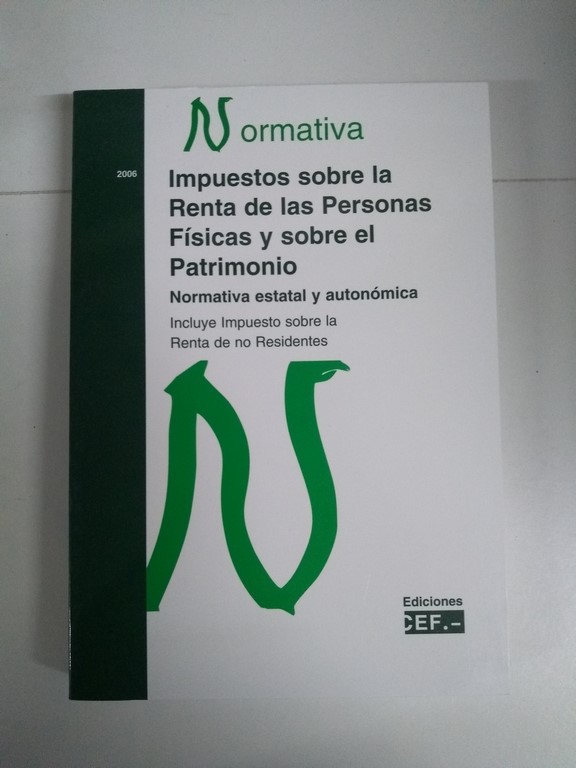 Normativa
2006
Impuestos sobre la
Renta de las Personas
Físicas y sobre el
Patrimonio
Normativa estatal y autonómica
Incluye Impuesto sobre la
Renta de no Residentes
N
Ediciones
CEF.–